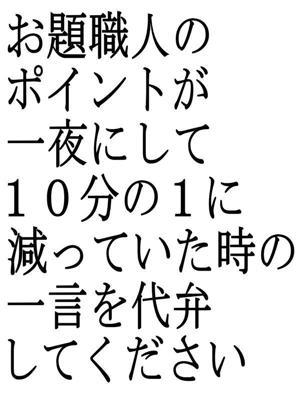 お題職人の
ポイントが
一夜にして
１０分の１に
減っていた時の
一言を代弁
してください